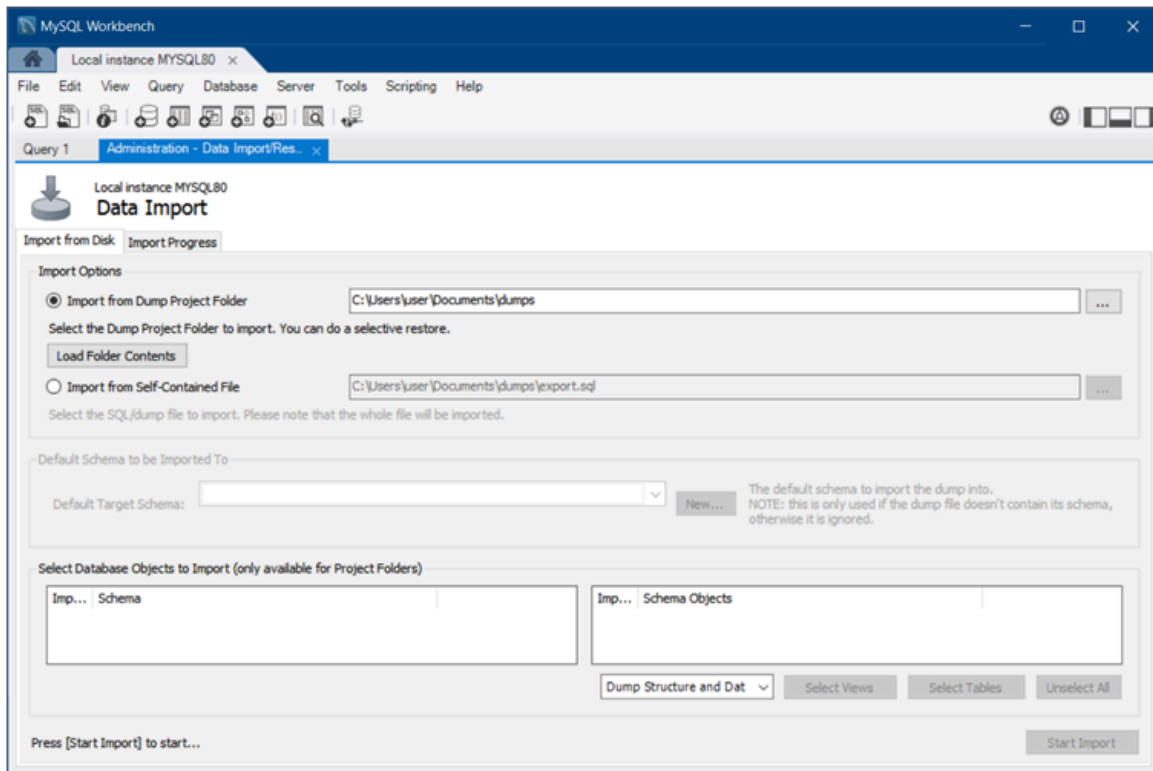 MySQL Workbench
Local instance MYSQL80
File Edit View Query Database Server Tools Scripting Help
Query 1 Administration - Data Import/Res..
Local instance MYSQL80
Data Import
Import from Disk Import Progress
Import Options
Import from Dump Project Folder C:\Users\user\Documents\dumps ...
Select the Dump Project Folder to import. You can do a selective restore.
Load Folder Contents
Import from Self-Contained File C:\Users\user\Documents\dumps\export.sql ...
Select the SQL/dump file to import. Please note that the whole file will be imported.
Default Schema to be Imported To
Default Target Schema: New...
The default schema to import the dump into.
NOTE: this is only used if the dump file doesn't contain its schema,
otherwise it is ignored.
Select Database Objects to Import (only available for Project Folders)
Imp... Schema Imp... Schema Objects
Dump Structure and Dat Select Views Select Tables Unselect All
Press [Start Import] to start... Start Import